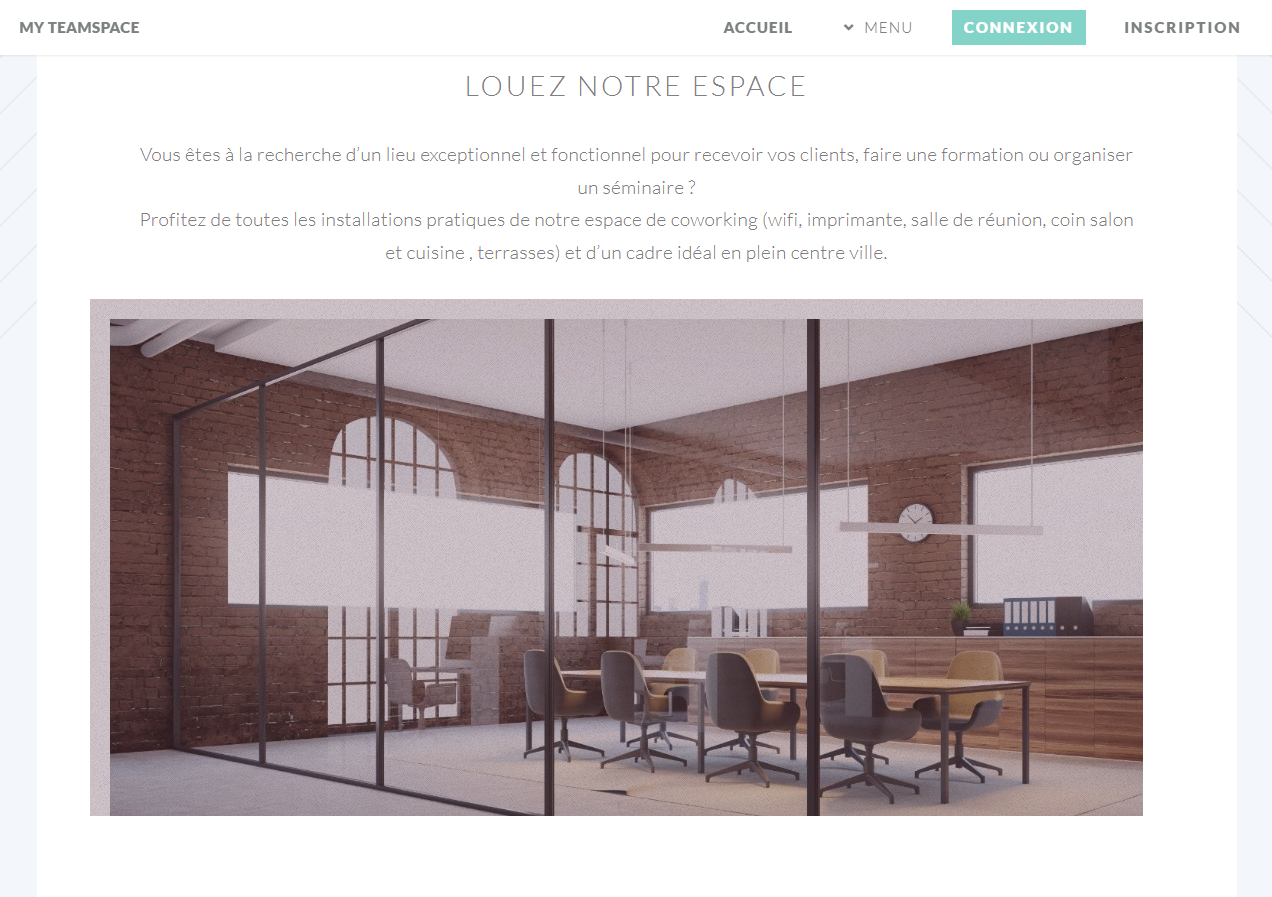 MY TEAMSPACE
ACCUEIL
MENU
CONNEXION
INSCRIPTION
LOUEZ NOTRE ESPACE
Vous êtes à la recherche d’un lieu exceptionnel et fonctionnel pour recevoir vos clients, faire une formation ou organiser
un séminaire ?
Profitez de toutes les installations pratiques de notre espace de coworking (wifi, imprimante, salle de réunion, coin salon
et cuisine , terrasses) et d’un cadre idéal en plein centre ville.